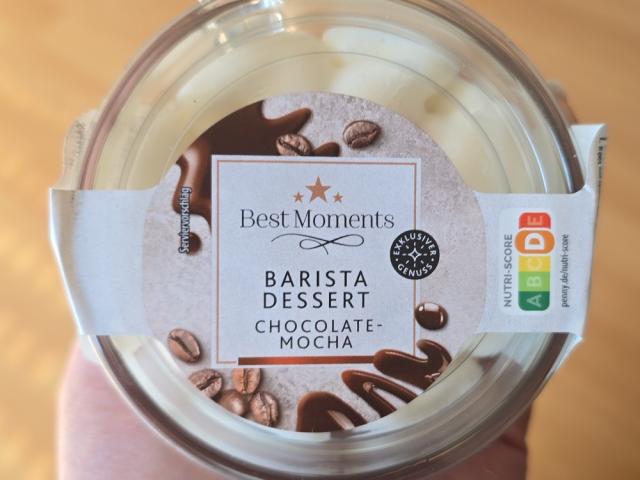 Best Moments
BARISTA
DESSERT
CHOCOLATE-
MOCHA
EXKLUSIVER
GENUSS
Serviervorschlag
NUTRI-SCORE
A B C D E
penny.de/nutri-score